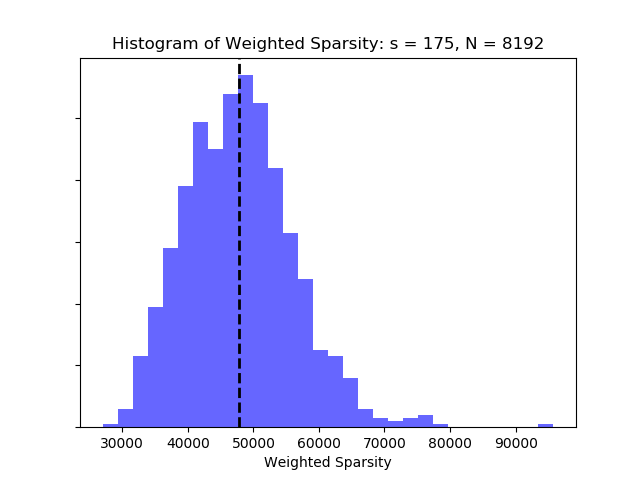 Histogram of Weighted Sparsity: s = 175, N = 8192
30000 40000 50000 60000 70000 80000 90000
Weighted Sparsity